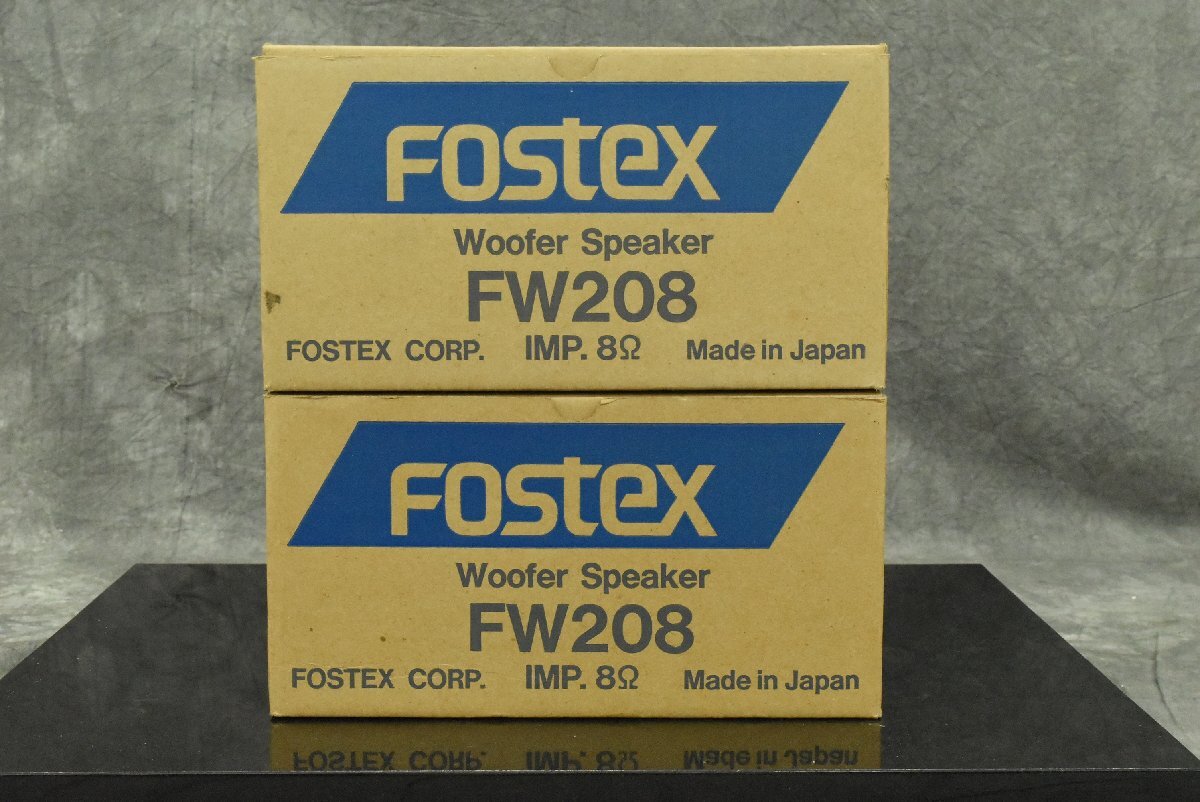 FOSTEX
Woofer Speaker
FW208
FOSTEX CORP. IMP. 8Ω Made in Japan
FOSTEX
Woofer Speaker
FW208
FOSTEX CORP. IMP. 8Ω Made in Japan